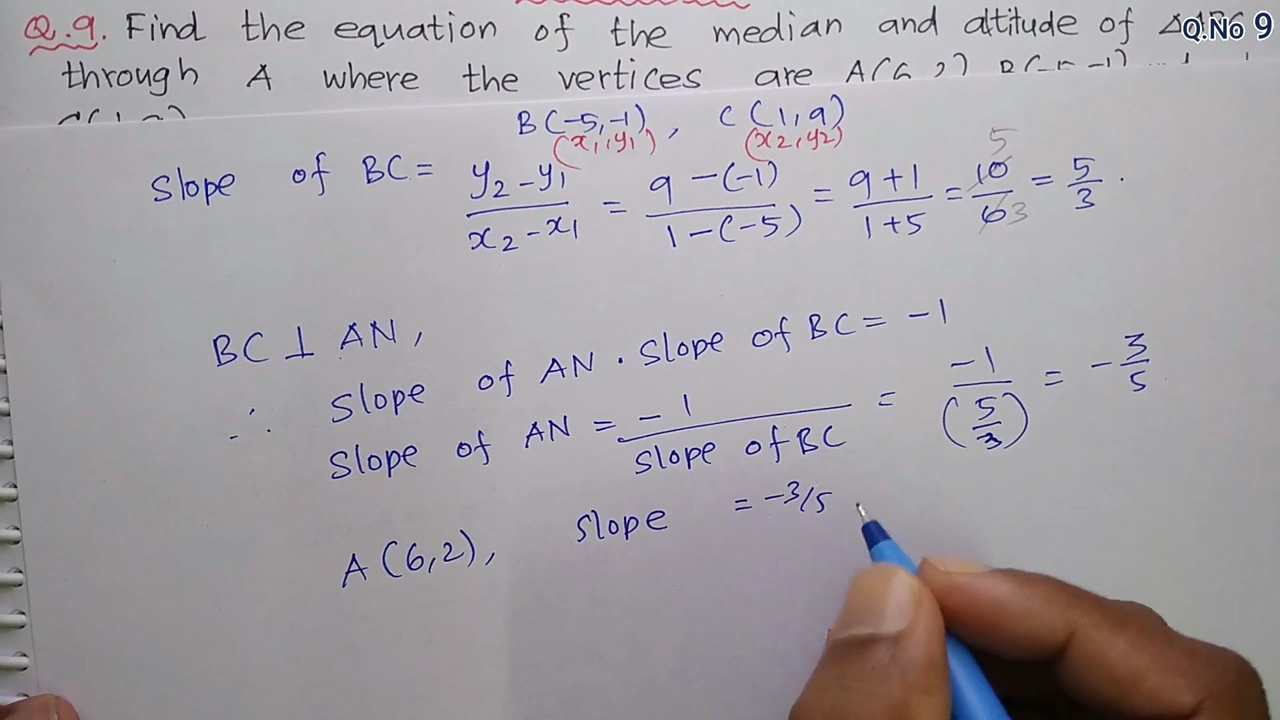 Q.9. Find the equation of the median and altitude of
Q.No 9
through A where the vertices are
B(-5,-1), C(1,9)
(x1,y1) (x2,y2)
Slope of BC = y2-y1/x2-x1 = 9-(-1)/1-(-5) = 9+1/1+5 = 10/6 = 5/3.
5
3
BC ⊥ AN,
∴ Slope of AN . Slope of BC = -1
Slope of AN = -1/Slope of BC = -1/(5/3) = -3/5
A(6,2), Slope = -3/5